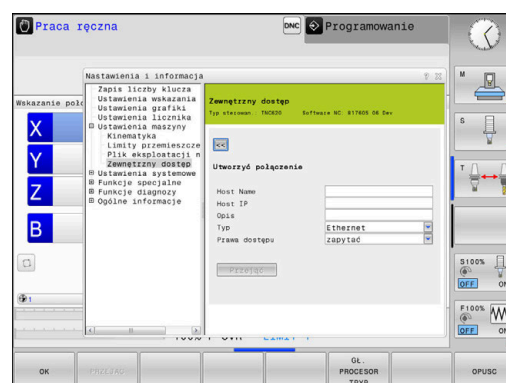 Praca ręczna
DNC
Programowanie
Nastawienia i informacja
Wskazanie poło
Zapis liczby klucza
Ustawienia wskazania
Ustawienia grafiki
Ustawienia licznika
Ustawienia maszyny
Kinematyka
Limity przemieszcze
Plik eksploatacji n
Zewnętrzny dostęp
Ustawienia systemowe
Funkcje specjalne
Funkcje diagnozy
Ogólne informacje
Zewnętrzny dostęp
Typ sterowan. TNC620 Software NC: 817605 06 Dev
<<
Utworzyć połączenie
Host Name
Host IP
Opis
Typ Ethernet
Prawa dostępu zapytać
Przejąc
X
Y
Z
B
1
M
S
T
S100%
OFF ON
F100%
OFF ON
OK
PRZEJAC
GŁ.
PROCESOR
TRYB
OPUSC